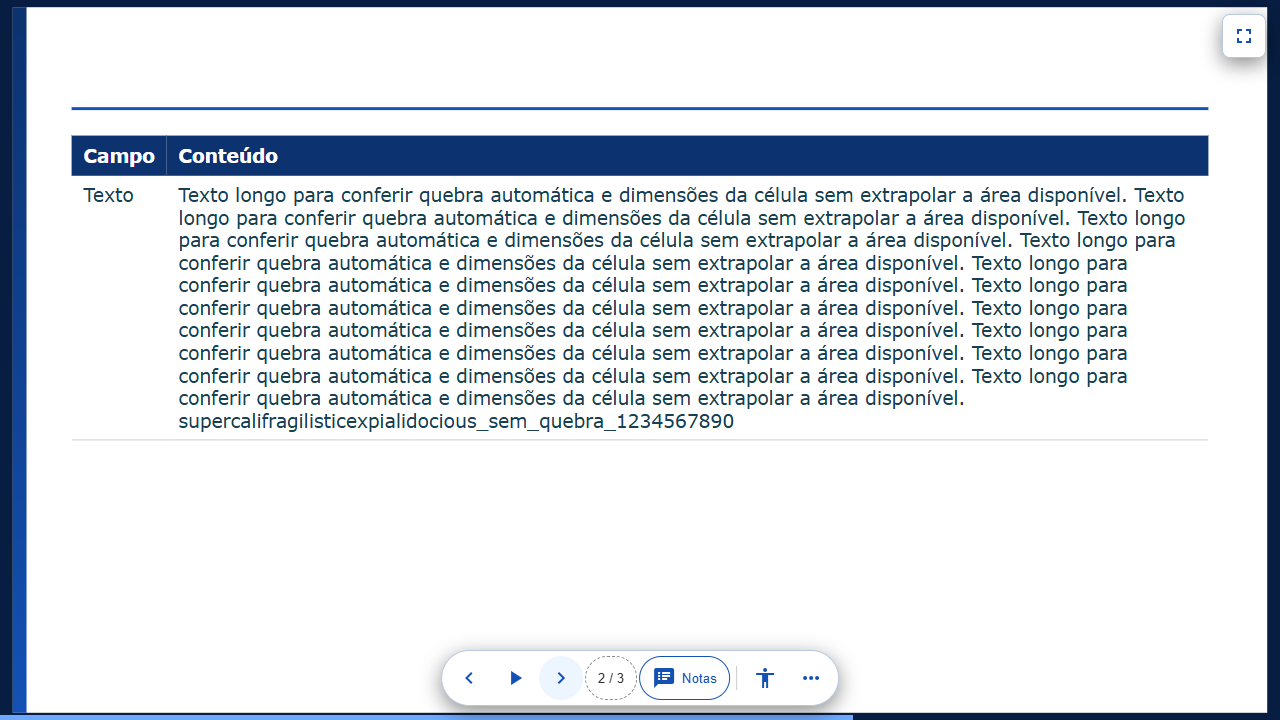 Campo Conteúdo
Texto Texto longo para conferir quebra automática e dimensões da célula sem extrapolar a área disponível. Texto
longo para conferir quebra automática e dimensões da célula sem extrapolar a área disponível. Texto longo
para conferir quebra automática e dimensões da célula sem extrapolar a área disponível. Texto longo para
conferir quebra automática e dimensões da célula sem extrapolar a área disponível. Texto longo para
conferir quebra automática e dimensões da célula sem extrapolar a área disponível. Texto longo para
conferir quebra automática e dimensões da célula sem extrapolar a área disponível. Texto longo para
conferir quebra automática e dimensões da célula sem extrapolar a área disponível. Texto longo para
conferir quebra automática e dimensões da célula sem extrapolar a área disponível. Texto longo para
conferir quebra automática e dimensões da célula sem extrapolar a área disponível. Texto longo para
conferir quebra automática e dimensões da célula sem extrapolar a área disponível.
supercalifragilisticexpialidocious_sem_quebra_1234567890
2 / 3 Notas